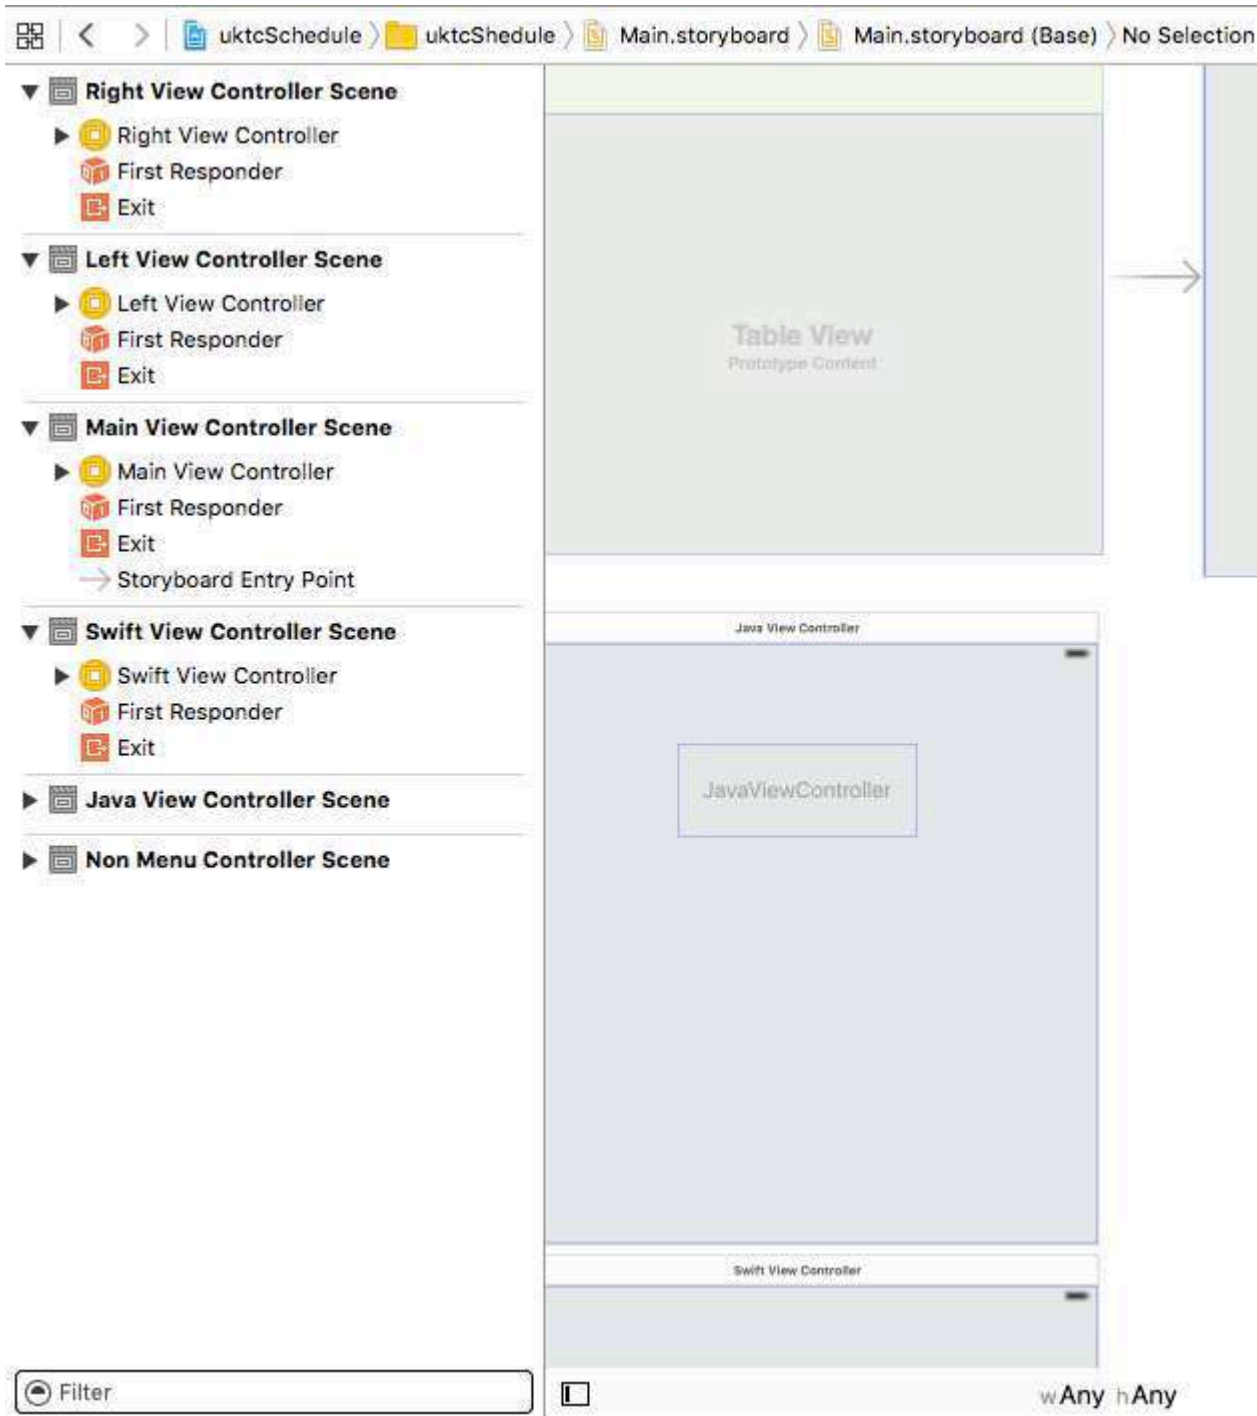 uktcSchedule uktcShedule Main.storyboard Main.storyboard (Base) No Selection
Right View Controller Scene
Right View Controller
First Responder
Exit
Left View Controller Scene
Left View Controller
First Responder
Exit
Main View Controller Scene
Main View Controller
First Responder
Exit
Storyboard Entry Point
Swift View Controller Scene
Swift View Controller
First Responder
Exit
Java View Controller Scene
Non Menu Controller Scene
Filter
Table View
Prototype Content
Java View Controller
JavaViewController
Swift View Controller
wAny hAny